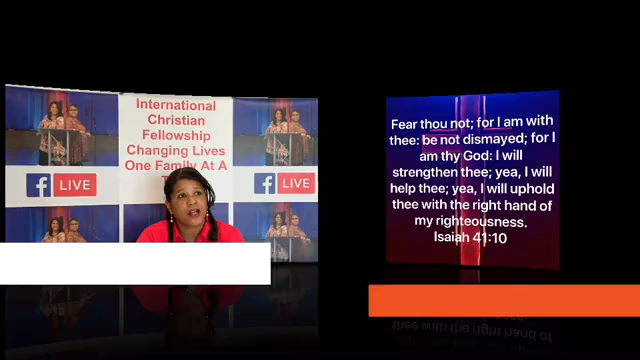 International
Christian
Fellowship
Changing Lives
One Family At A
f LIVE
f LIVE
Fear thou not; for I am with
thee: be not dismayed; for I
am thy God: I will
strengthen thee; yea, I will
help thee; yea, I will uphold
thee with the right hand of
my righteousness.
Isaiah 41:10